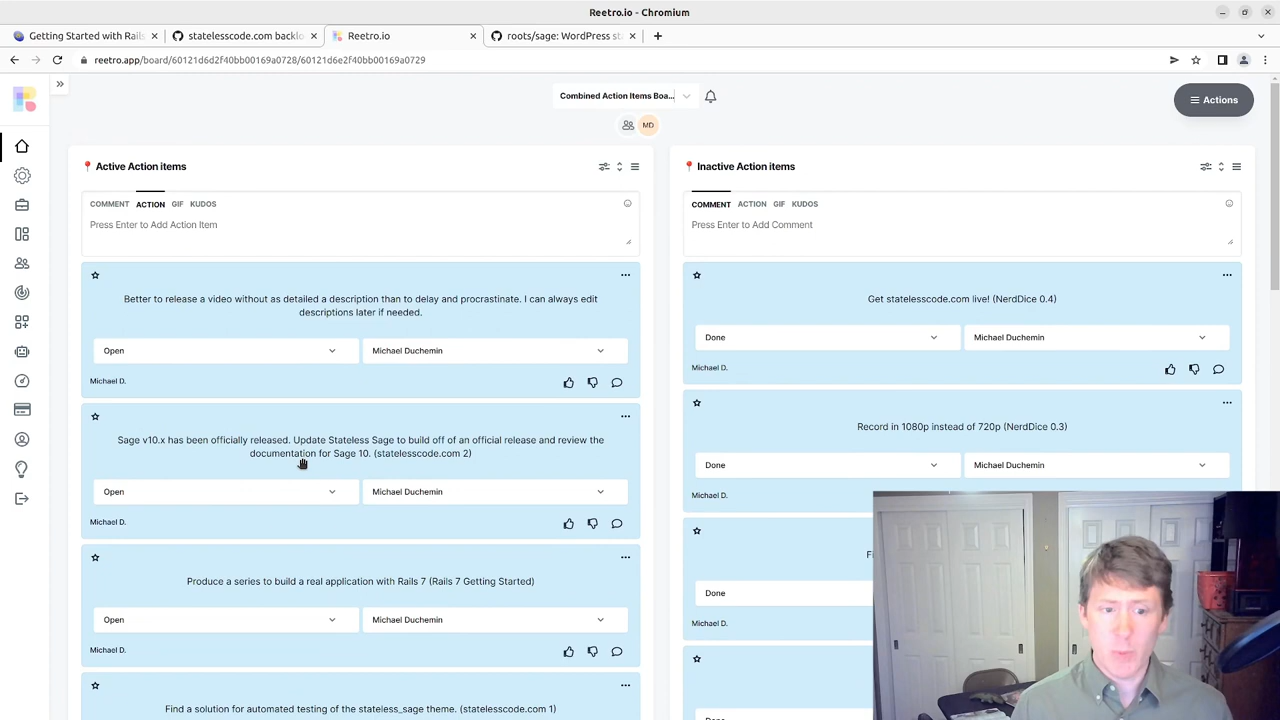 Reetro.io - Chromium
Getting Started with Rails
statelesscode.com backlo
Reetro.io
roots/sage: WordPress st
reetro.app/board/60121d6d2f40bb00169a0728/60121d6e2f40bb00169a0729
Combined Action Items Boa...
MD
Actions
Active Action items
COMMENT ACTION GIF KUDOS
Press Enter to Add Action Item
Better to release a video without as detailed a description than to delay and procrastinate. I can always edit
descriptions later if needed.
Open
Michael Duchemin
Michael D.
Sage v10.x has been officially released. Update Stateless Sage to build off of an official release and review the
documentation for Sage 10. (statelesscode.com 2)
Open
Michael Duchemin
Michael D.
Produce a series to build a real application with Rails 7 (Rails 7 Getting Started)
Open
Michael Duchemin
Michael D.
Find a solution for automated testing of the stateless_sage theme. (statelesscode.com 1)
Inactive Action items
COMMENT ACTION GIF KUDOS
Press Enter to Add Comment
Get statelesscode.com live! (NerdDice 0.4)
Done
Michael Duchemin
Michael D.
Record in 1080p instead of 720p (NerdDice 0.3)
Done
Michael Duchemin
Michael D.
Done
Michael D.